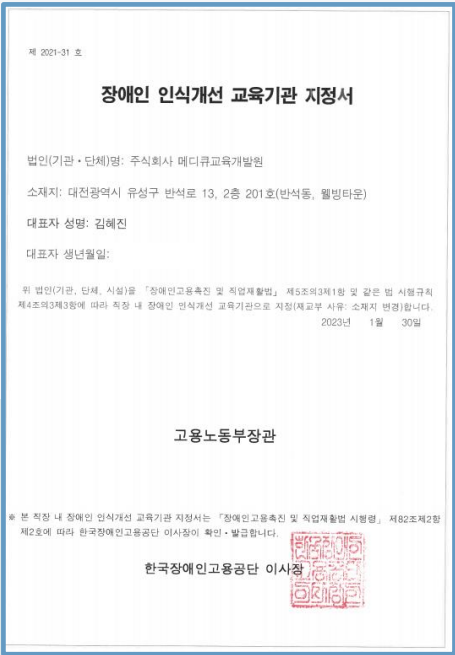 제 2021-31 호
장애인 인식개선 교육기관 지정서
법인(기관・단체)명: 주식회사 메디큐교육개발원
소재지: 대전광역시 유성구 반석로 13, 2층 201호(반석동, 웰빙타운)
대표자 성명: 김혜진
대표자 생년월일:
위 법인(기관, 단체, 시설)을 「장애인고용촉진 및 직업재활법」 제5조의3제1항 및 같은 법 시행규칙
제4조의3제3항에 따라 직장 내 장애인 인식개선 교육기관으로 지정(재교부 사유: 소재지 변경)합니다.
2023년 1월 30일
고용노동부장관
※ 본 직장 내 장애인 인식개선 교육기관 지정서는 「장애인고용촉진 및 직업재활법 시행령」 제82조제2항
제2호에 따라 한국장애인고용공단 이사장이 확인・발급합니다.
한국장애인고용공단 이사장